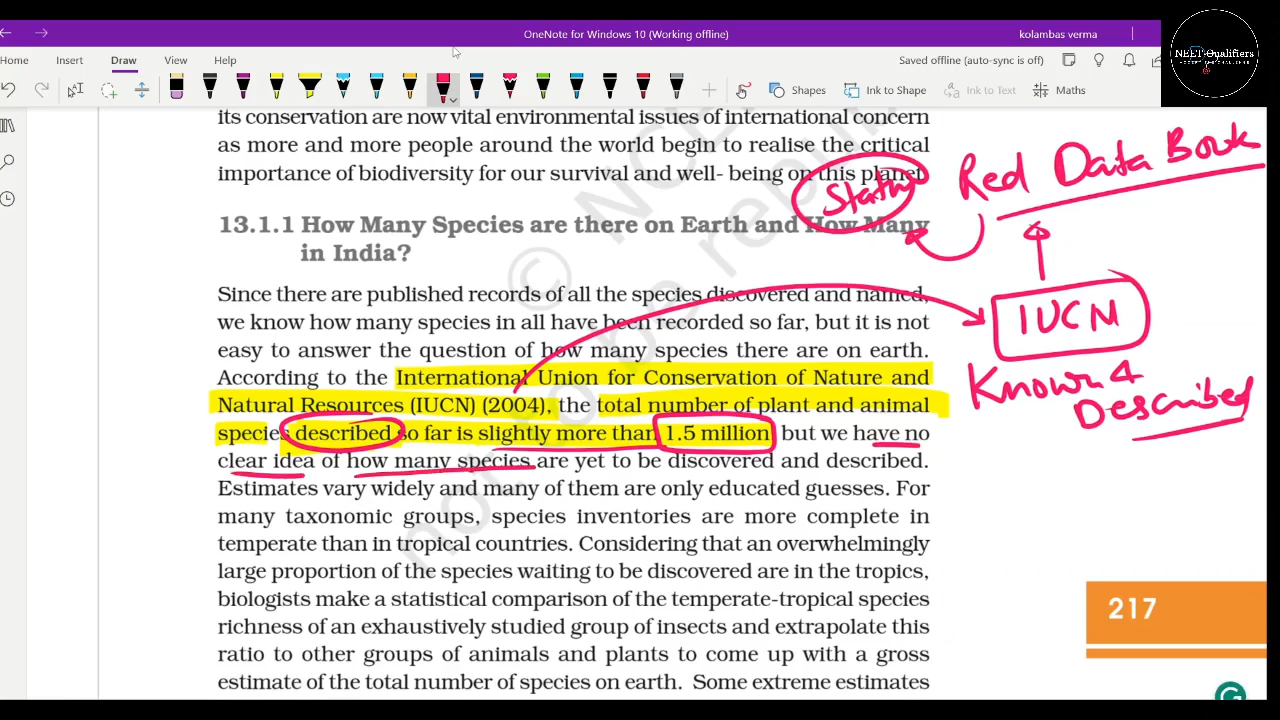 OneNote for Windows 10 (Working offline)
kolambas verma
NEET Qualifiers
Home Insert Draw View Help
Saved offline (auto-sync is off)
Shapes Ink to Shape Ink to Text Maths
its conservation are now vital environmental issues of international concern
as more and more people around the world begin to realise the critical
importance of biodiversity for our survival and well- being on this planet.
Status Red Data Book
13.1.1 How Many Species are there on Earth and How Many
in India?
Since there are published records of all the species discovered and named,
we know how many species in all have been recorded so far, but it is not
easy to answer the question of how many species there are on earth.
According to the International Union for Conservation of Nature and
Natural Resources (IUCN) (2004), the total number of plant and animal
species described so far is slightly more than 1.5 million, but we have no
clear idea of how many species are yet to be discovered and described.
Estimates vary widely and many of them are only educated guesses. For
many taxonomic groups, species inventories are more complete in
temperate than in tropical countries. Considering that an overwhelmingly
large proportion of the species waiting to be discovered are in the tropics,
biologists make a statistical comparison of the temperate-tropical species
richness of an exhaustively studied group of insects and extrapolate this
ratio to other groups of animals and plants to come up with a gross
estimate of the total number of species on earth. Some extreme estimates
IUCN
Known &
Described
217